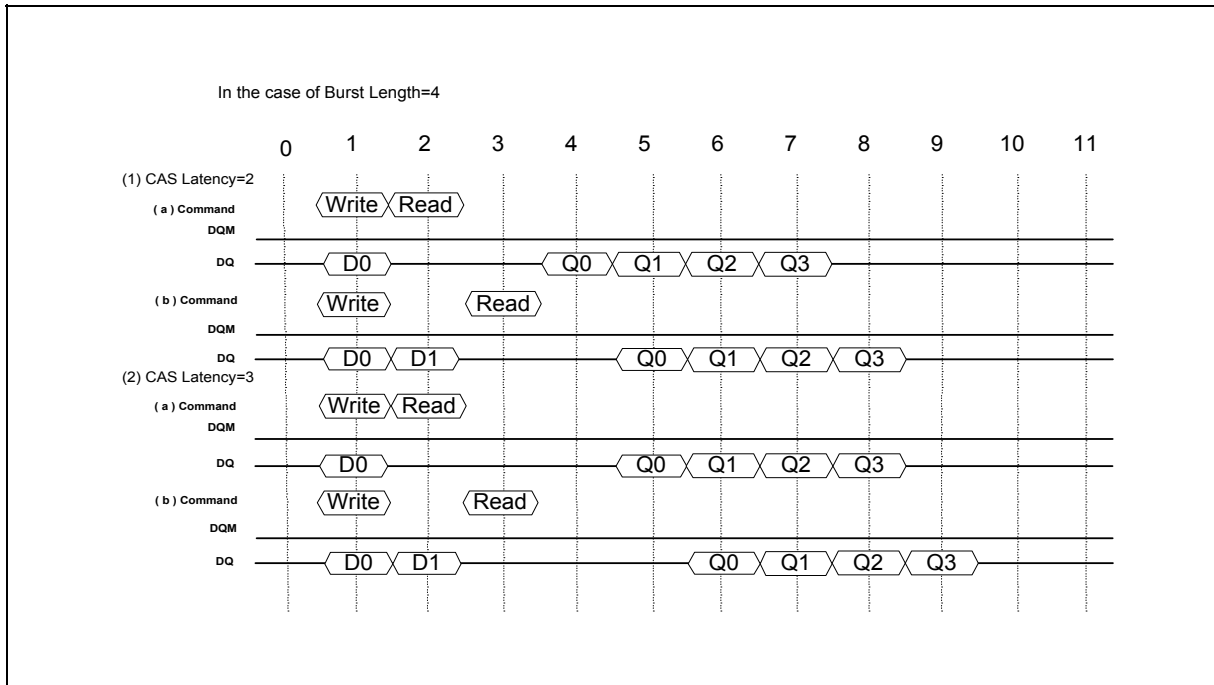 In the case of Burst Length=4
0 1 2 3 4 5 6 7 8 9 10 11
(1) CAS Latency=2
( a ) Command Write Read
DQM
DQ D0 Q0 Q1 Q2 Q3
( b ) Command Write Read
DQM
DQ D0 D1 Q0 Q1 Q2 Q3
(2) CAS Latency=3
( a ) Command Write Read
DQM
DQ D0 Q0 Q1 Q2 Q3
( b ) Command Write Read
DQM
DQ D0 D1 Q0 Q1 Q2 Q3